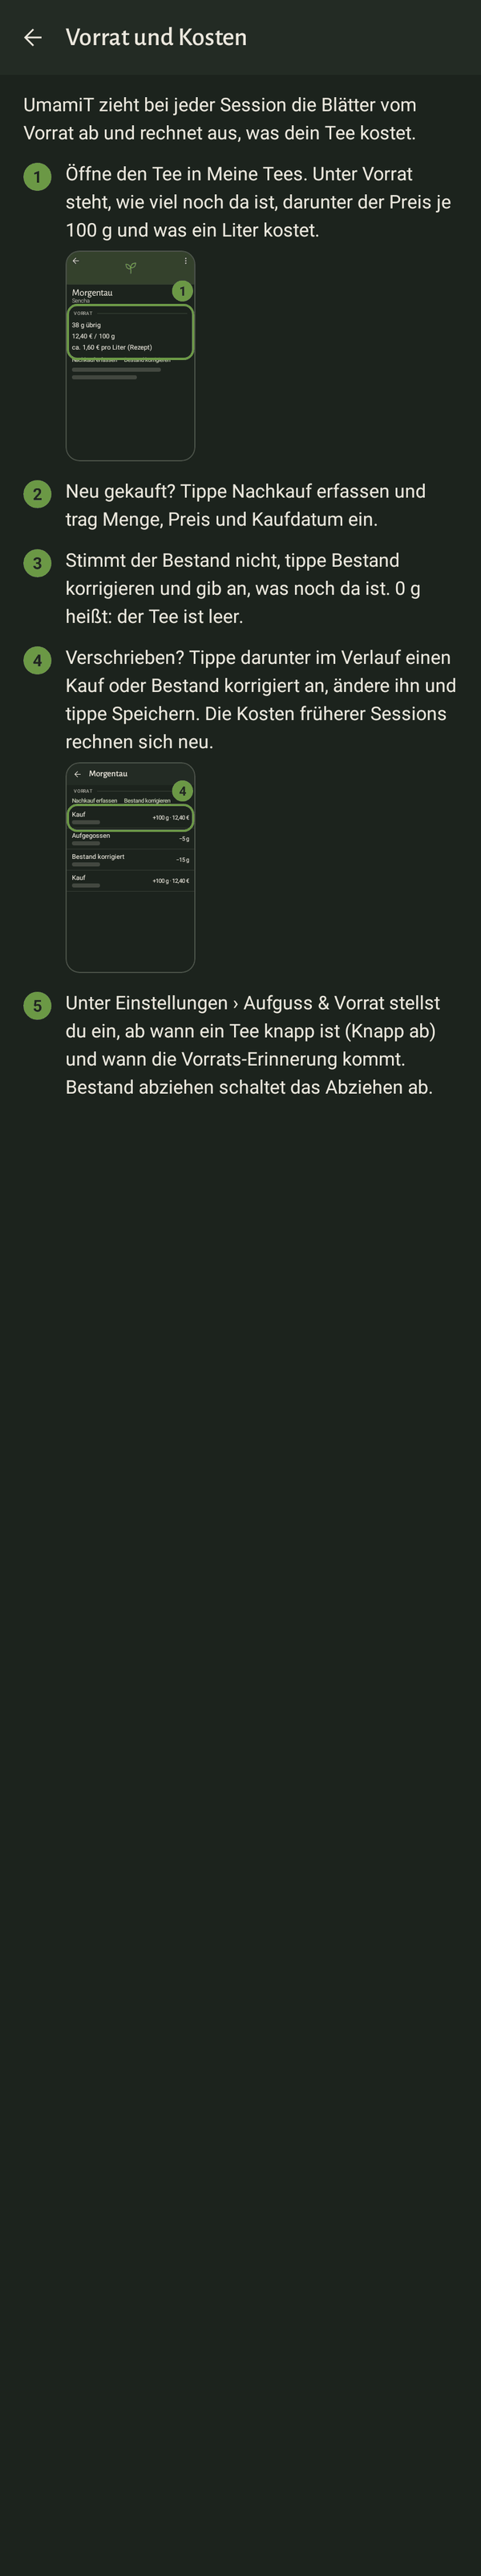 Vorrat und Kosten
UmamiT zieht bei jeder Session die Blätter vom
Vorrat ab und rechnet aus, was dein Tee kostet.
1
Öffne den Tee in Meine Tees. Unter Vorrat
steht, wie viel noch da ist, darunter der Preis je
100 g und was ein Liter kostet.
Morgentau
1
Sencha
VORRAT
38 g übrig
12,40 € / 100 g
ca. 1,60 € pro Liter (Rezept)
Nachkauf erfassen Bestand korrigieren
2
Neu gekauft? Tippe Nachkauf erfassen und
trag Menge, Preis und Kaufdatum ein.
3
Stimmt der Bestand nicht, tippe Bestand
korrigieren und gib an, was noch da ist. 0 g
heißt: der Tee ist leer.
4
Verschrieben? Tippe darunter im Verlauf einen
Kauf oder Bestand korrigiert an, ändere ihn und
tippe Speichern. Die Kosten früherer Sessions
rechnen sich neu.
Morgentau
VORRAT
4
Nachkauf erfassen Bestand korrigieren
Kauf +100 g · 12,40 €
Aufgegossen −5 g
Bestand korrigiert −15 g
Kauf +100 g · 12,40 €
5
Unter Einstellungen › Aufguss & Vorrat stellst
du ein, ab wann ein Tee knapp ist (Knapp ab)
und wann die Vorrats-Erinnerung kommt.
Bestand abziehen schaltet das Abziehen ab.